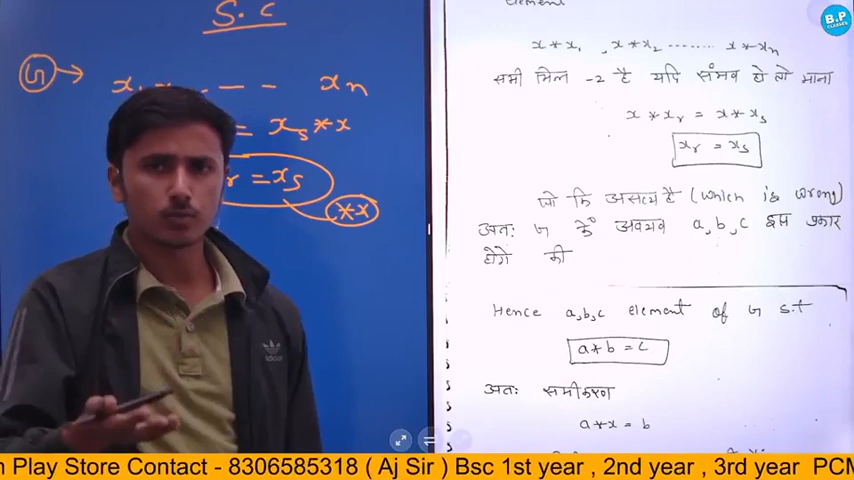 S.C
G → x, x - - - xn
= xs * x
r = xs
*x
B.P
CLASSES
element
x*x1 , x*x2 ........ x*xn
सभी भिन्न -2 है यदि संभव हो तो माना
x*xr = x*xs
xr = xs
जो कि असत्य है (which is wrong)
अतः G के अवयव a,b,c इस प्रकार
होंगे की
Hence a,b,c element of G s.t
a*b = c
अतः समीकरण
a*x = b
n Play Store Contact - 8306585318 ( Aj Sir ) Bsc 1st year , 2nd year , 3rd year PCM